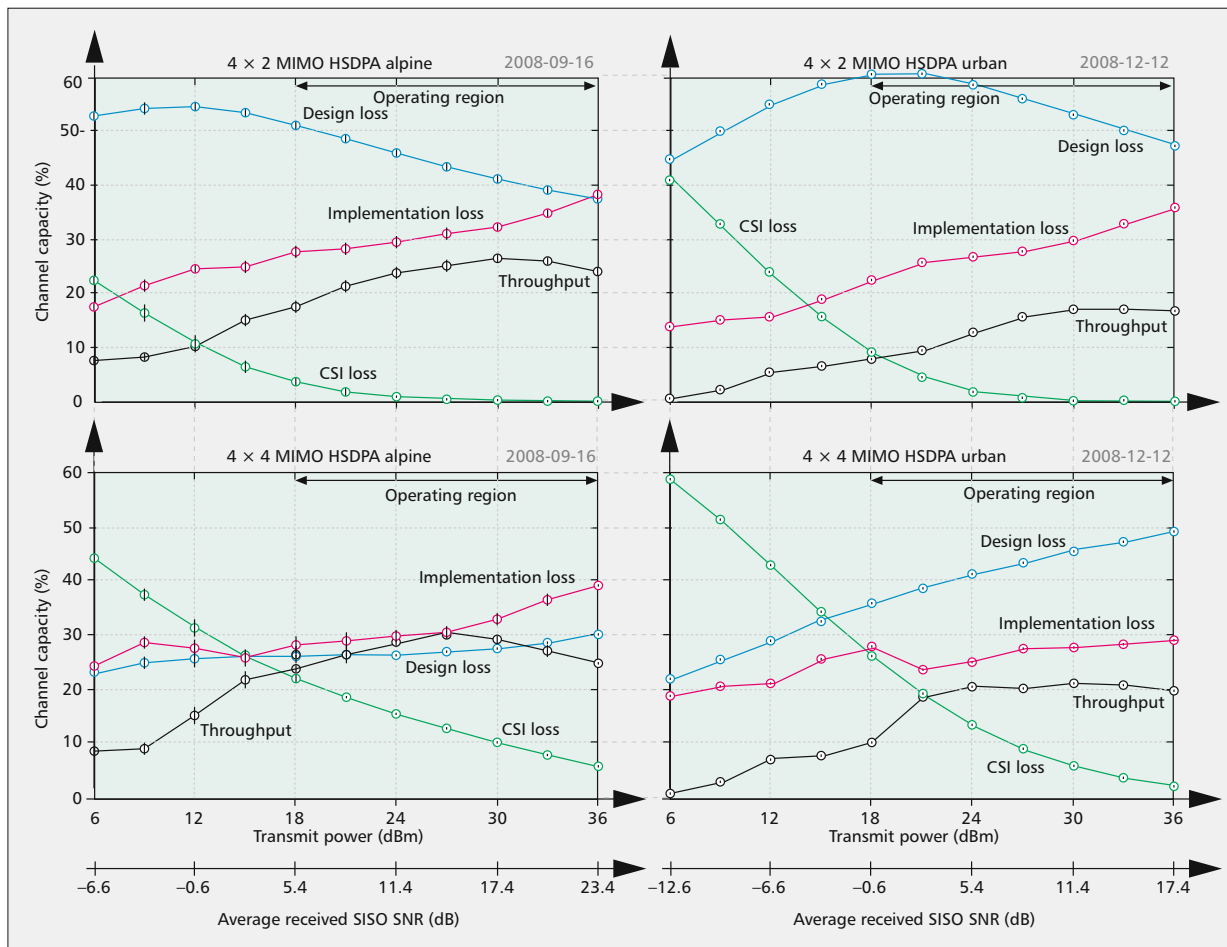 4 × 2 MIMO HSDPA alpine 2008-09-16
Operating region
Design loss
Implementation loss
Throughput
CSI loss
Channel capacity (%)
60
50-
40
30
20
10
0
4 × 2 MIMO HSDPA urban 2008-12-12
Operating region
Design loss
CSI loss
Implementation loss
Throughput
4 × 4 MIMO HSDPA alpine 2008-09-16
Operating region
Implementation loss
Design loss
Throughput
CSI loss
Channel capacity (%)
60
50
40
30
20
10
0
6 12 18 24 30 36
Transmit power (dBm)
4 × 4 MIMO HSDPA urban 2008-12-12
Operating region
Design loss
Implementation loss
Throughput
CSI loss
6 12 18 24 30 36
Transmit power (dBm)
−6.6 −0.6 5.4 11.4 17.4 23.4
Average received SISO SNR (dB)
−12.6 −6.6 −0.6 5.4 11.4 17.4
Average received SISO SNR (dB)